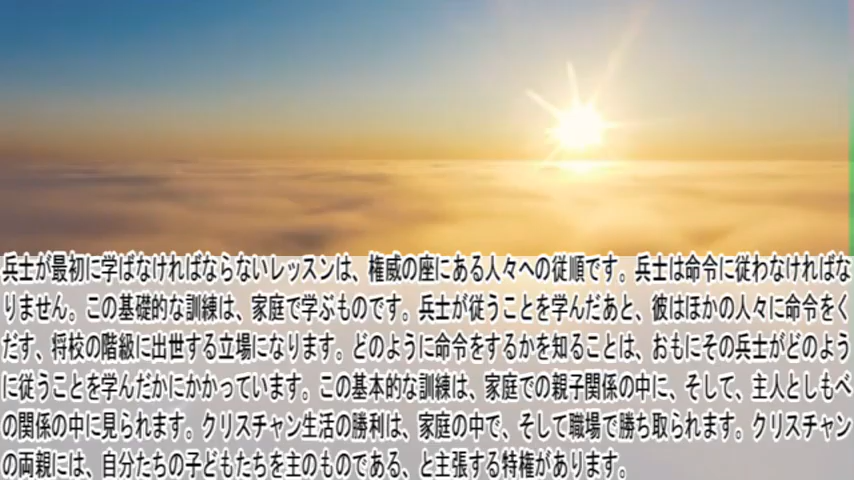 兵士が最初に学ばなければならないレッスンは、権威の座にある人々への従順です。兵士は命令に従わなければな
りません。この基礎的な訓練は、家庭で学ぶものです。兵士が従うことを学んだあと、彼はほかの人々に命令をく
だす、将校の階級に出世する立場になります。どのように命令をするかを知ることは、おもにその兵士がどのよう
に従うことを学んだかにかかっています。この基本的な訓練は、家庭での親子関係の中に、そして、主人としもべ
の関係の中に見られます。クリスチャン生活の勝利は、家庭の中で、そして職場で勝ち取られます。クリスチャン
の両親には、自分たちの子どもたちを主のものである、と主張する特権があります。